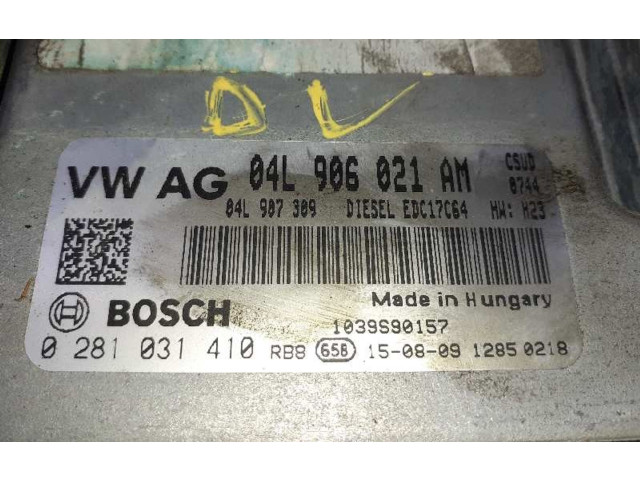 DL
VW AG 04L 906 021 AM CSUD
0744
04L 907 309 DIESEL EDC17C64 HW: H23
BOSCH
Made in Hungary
1039S90157
0 281 031 410 RB8 658 15-08-09 1285 0218